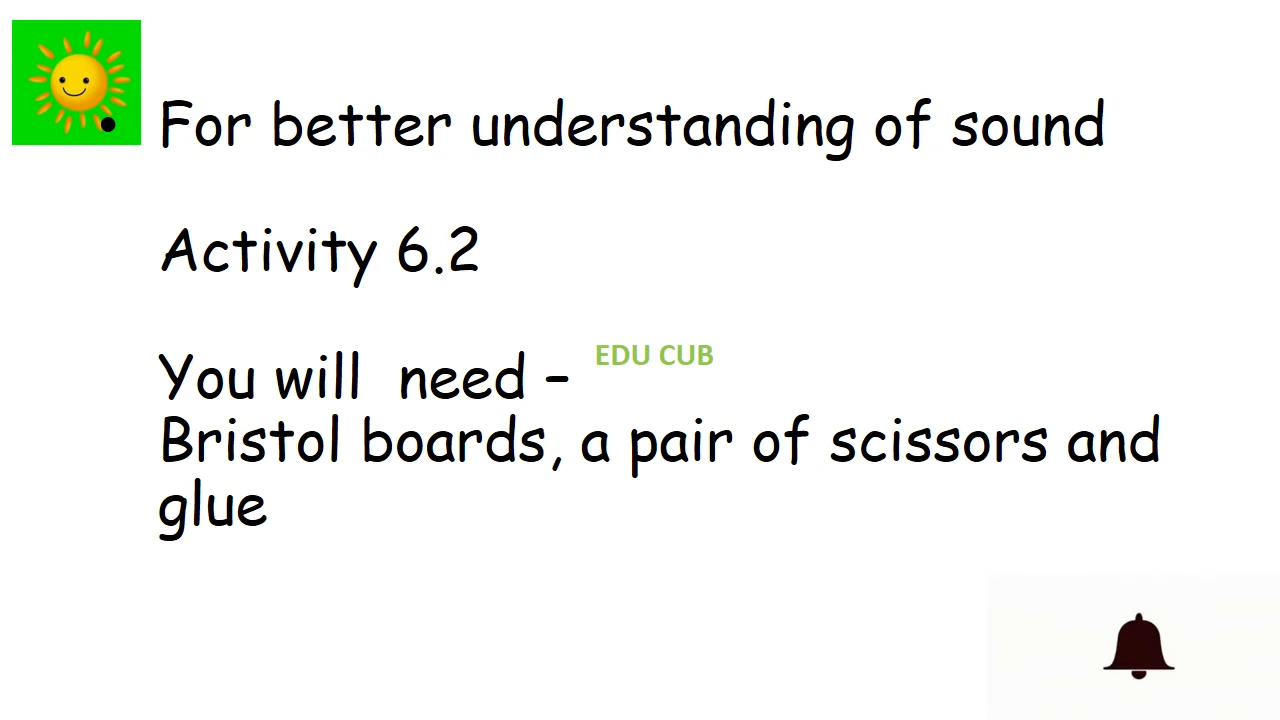 For better understanding of sound
Activity 6.2
You will  need –
EDU CUB
Bristol boards, a pair of scissors and
glue